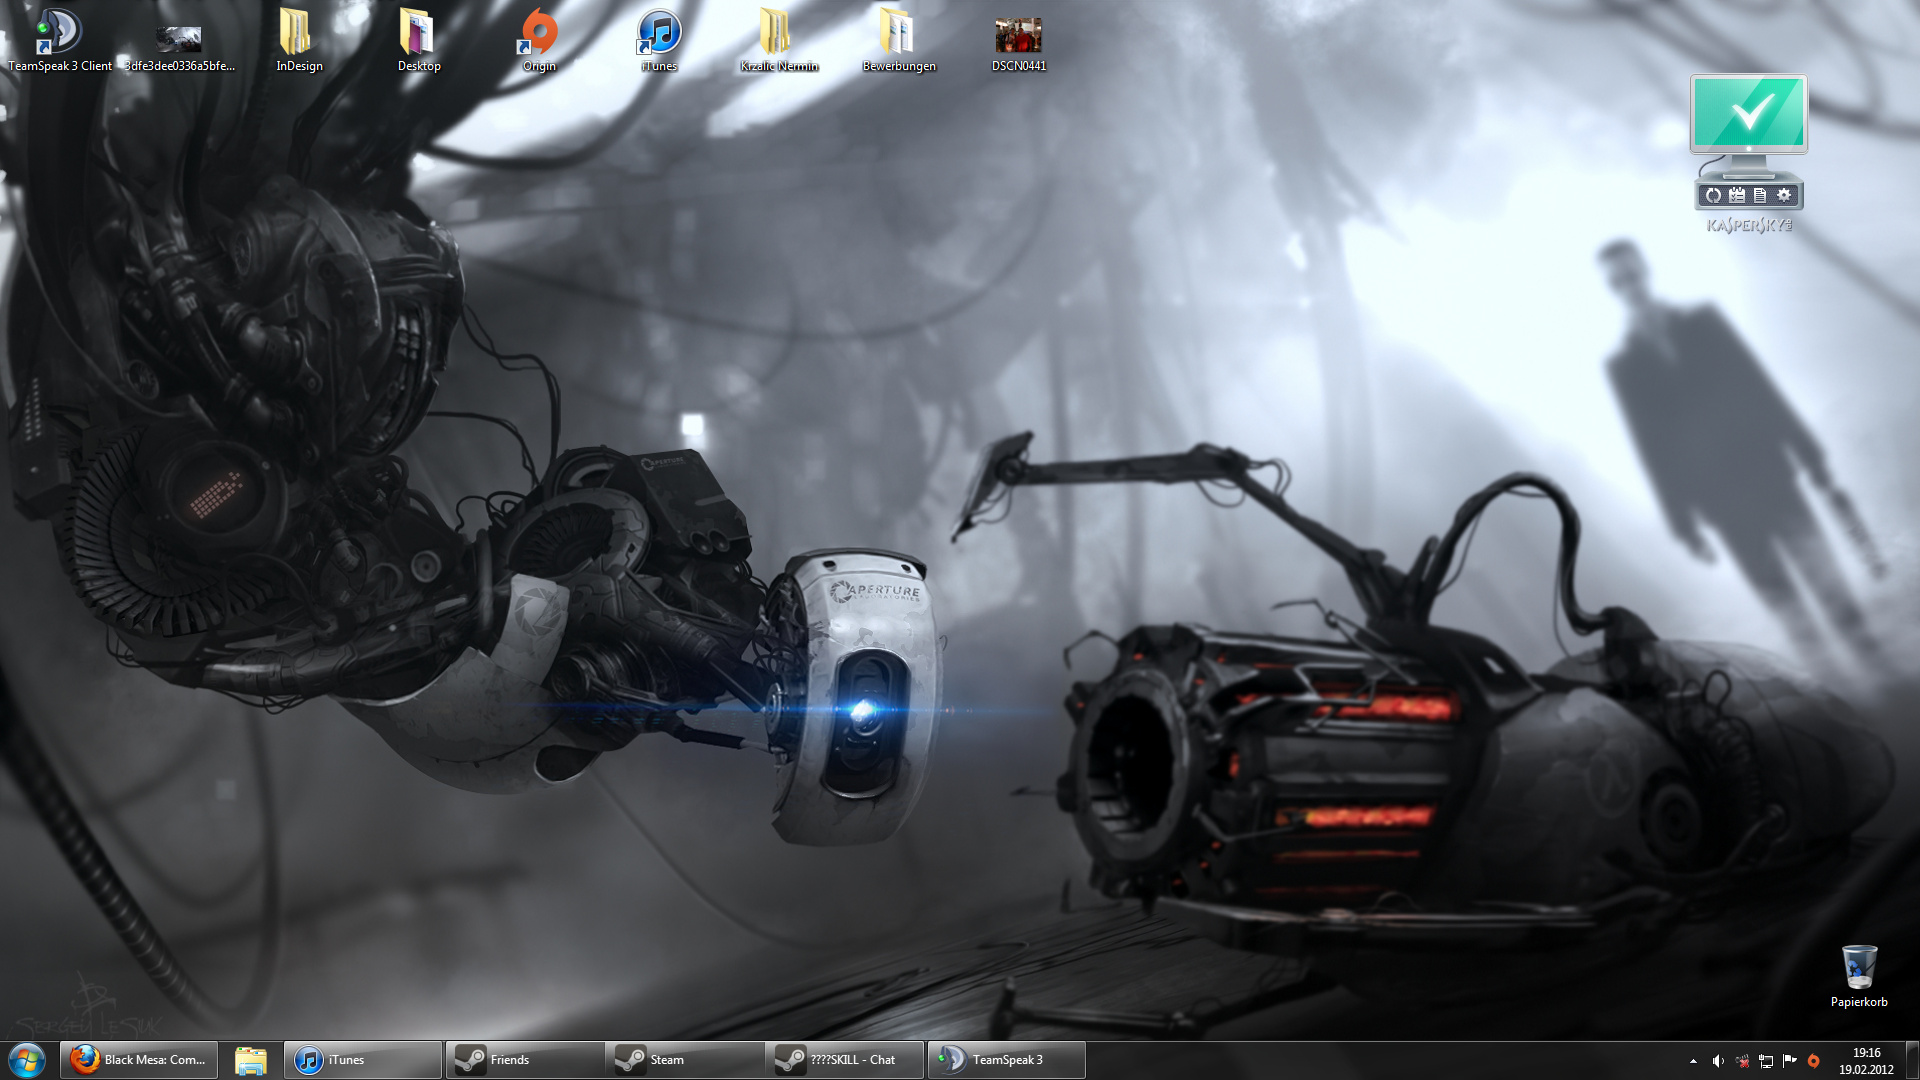 TeamSpeak 3 Client
3dfe3dee0336a5bfe...
InDesign
Desktop
Origin
iTunes
Krzalic Nermin
Bewerbungen
DSCN0441
KASPERSKY
APERTURE
APERTURE
LABORATORIES
SERGEY LESIUK
Papierkorb
Black Mesa: Com...
iTunes
Friends
Steam
????SKILL - Chat
TeamSpeak 3
19:16
19.02.2012